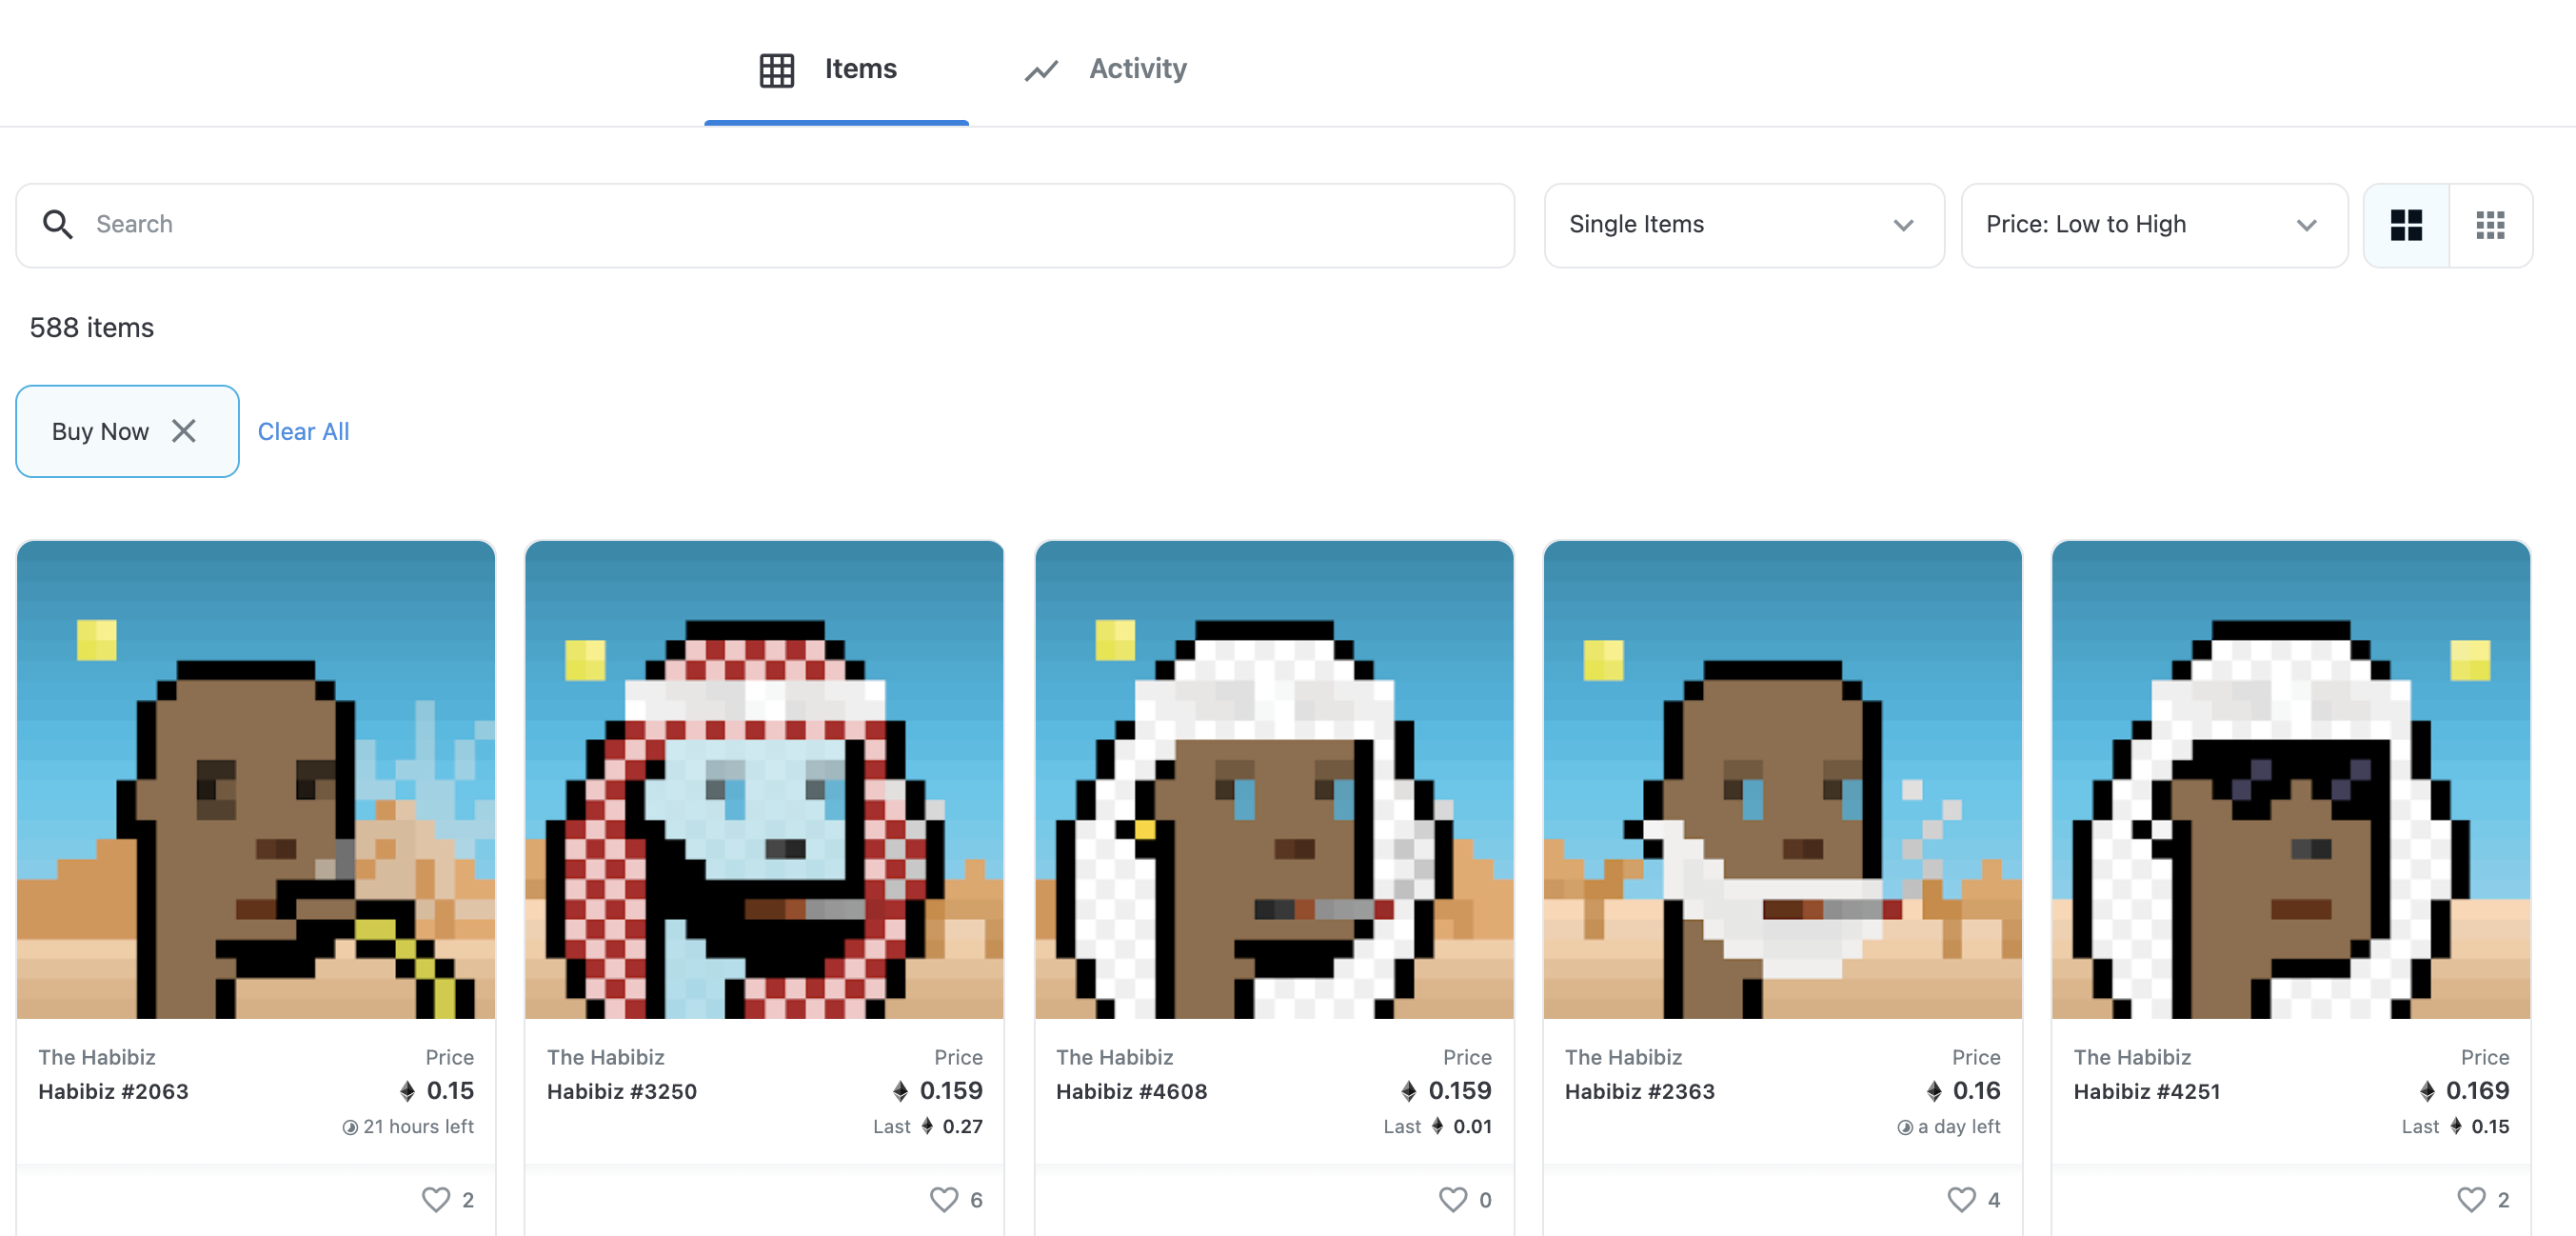 Items Activity
Search
Single Items
Price: Low to High
588 items
Buy Now
Clear All
The Habibiz Price
Habibiz #2063 0.15
21 hours left
2
The Habibiz Price
Habibiz #3250 0.159
Last 0.27
6
The Habibiz Price
Habibiz #4608 0.159
Last 0.01
0
The Habibiz Price
Habibiz #2363 0.16
a day left
4
The Habibiz Price
Habibiz #4251 0.169
Last 0.15
2